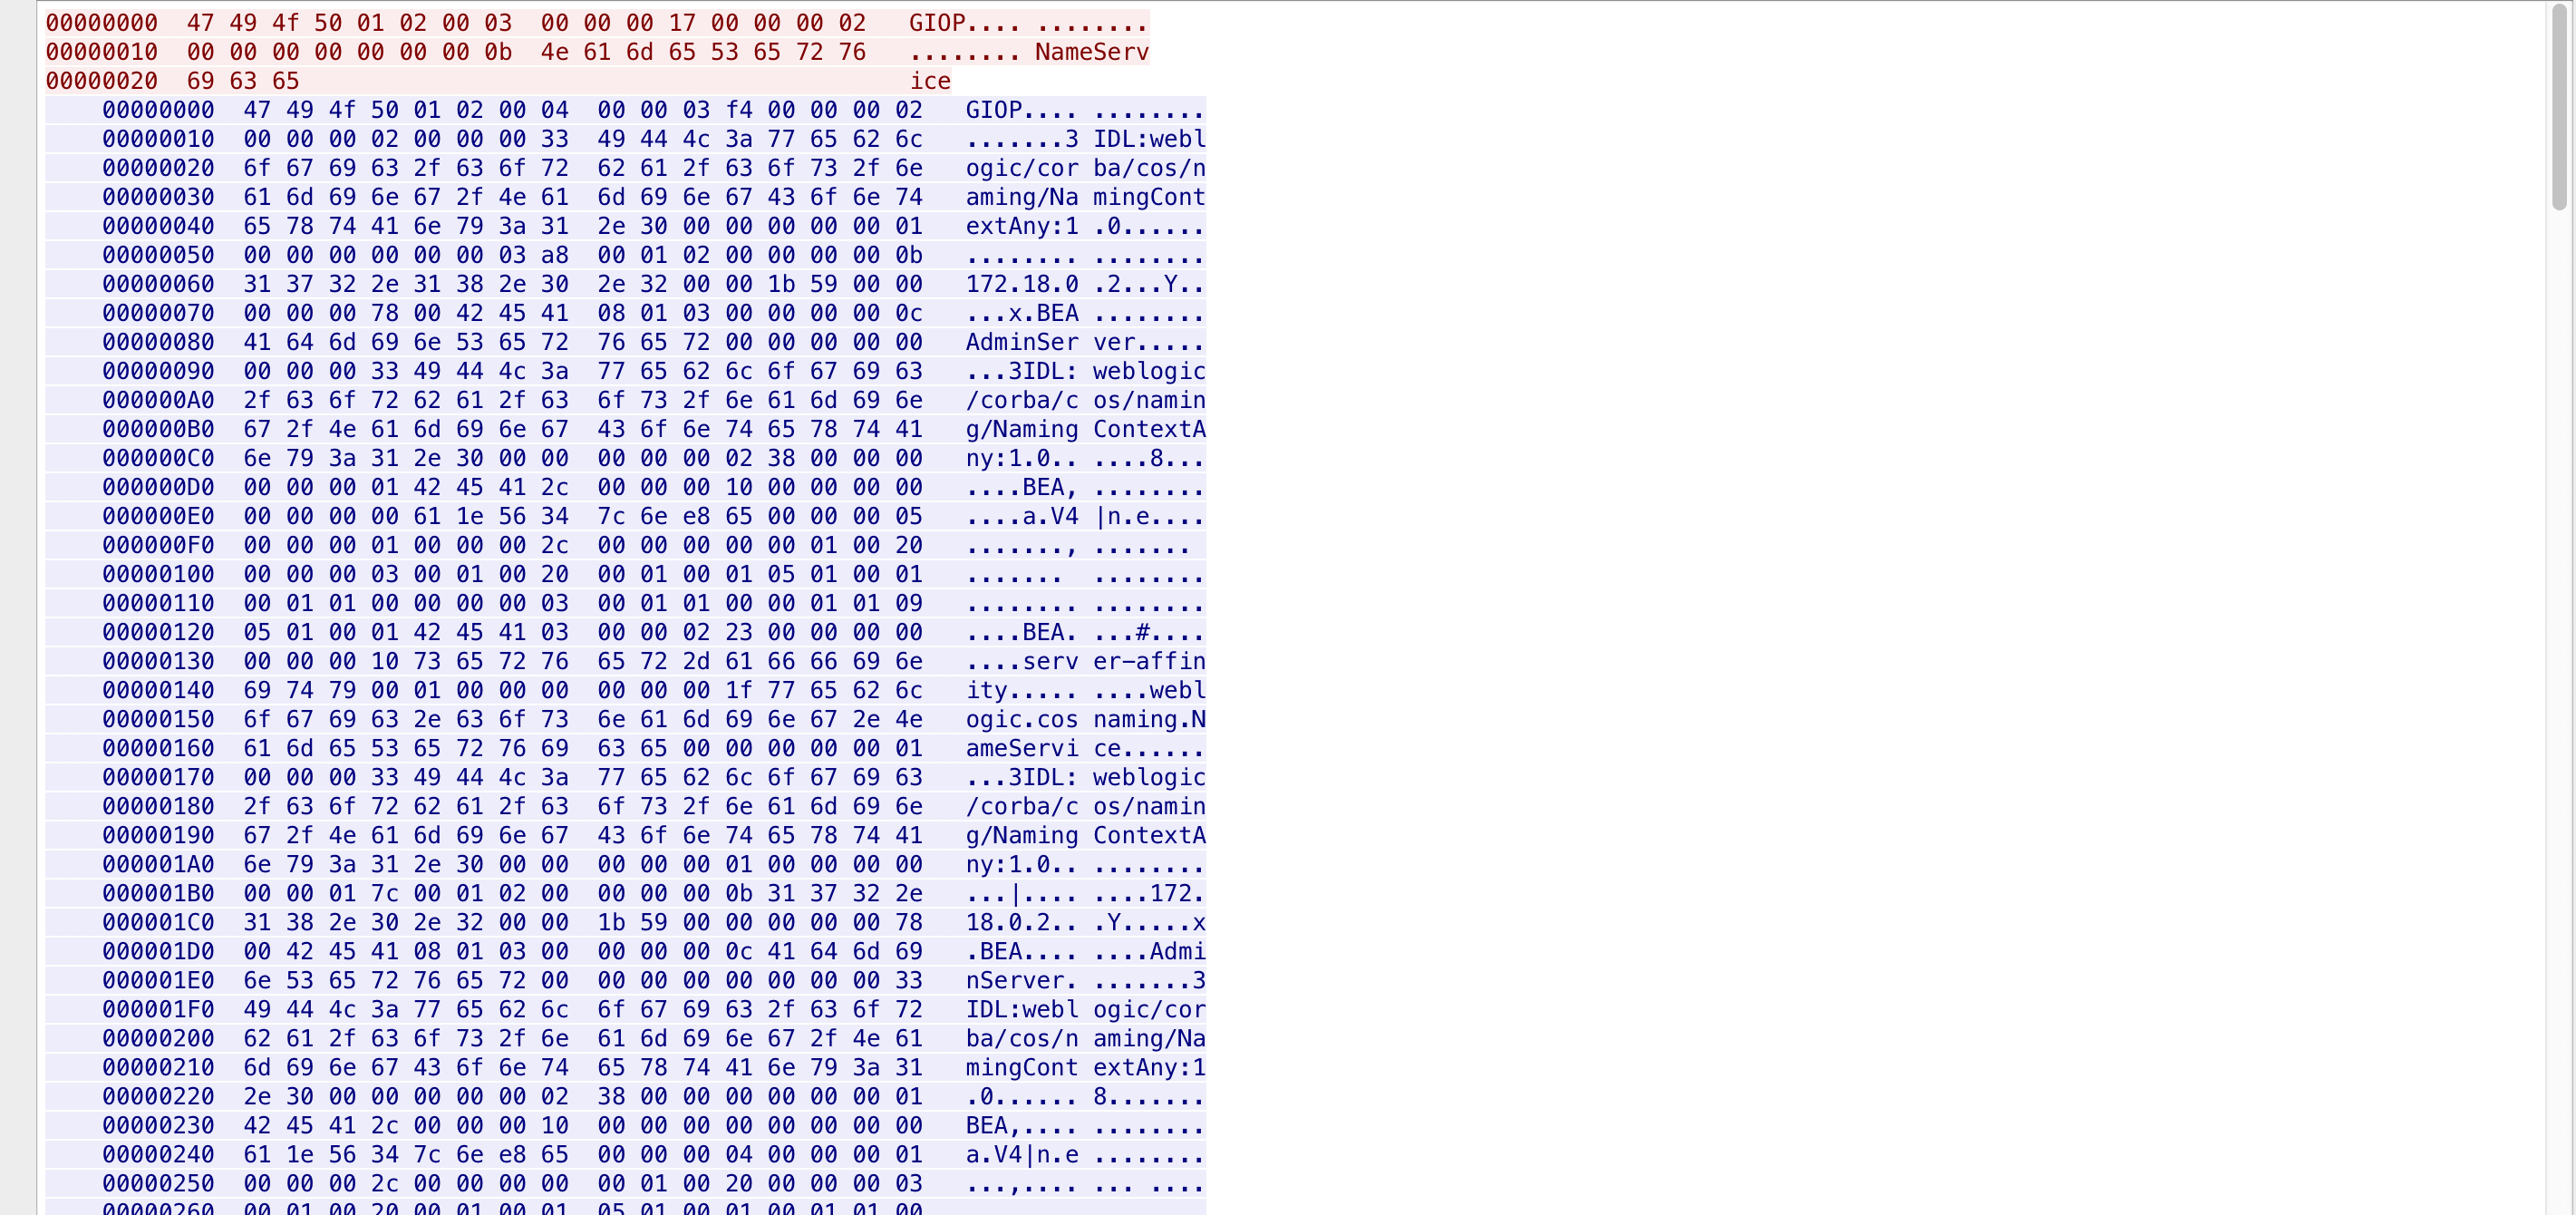 00000000  47 49 4f 50 01 02 00 03  00 00 00 17 00 00 00 02   GIOP.... ........
00000010  00 00 00 00 00 00 00 0b  4e 61 6d 65 53 65 72 76   ........ NameServ
00000020  69 63 65                                           ice
    00000000  47 49 4f 50 01 02 00 04  00 00 03 f4 00 00 00 02   GIOP.... ........
    00000010  00 00 00 02 00 00 00 33  49 44 4c 3a 77 65 62 6c   .......3 IDL:webl
    00000020  6f 67 69 63 2f 63 6f 72  62 61 2f 63 6f 73 2f 6e   ogic/cor ba/cos/n
    00000030  61 6d 69 6e 67 2f 4e 61  6d 69 6e 67 43 6f 6e 74   aming/Na mingCont
    00000040  65 78 74 41 6e 79 3a 31  2e 30 00 00 00 00 00 01   extAny:1 .0......
    00000050  00 00 00 00 00 00 03 a8  00 01 02 00 00 00 00 0b   ........ ........
    00000060  31 37 32 2e 31 38 2e 30  2e 32 00 00 1b 59 00 00   172.18.0 .2...Y..
    00000070  00 00 00 78 00 42 45 41  08 01 03 00 00 00 00 0c   ...x.BEA ........
    00000080  41 64 6d 69 6e 53 65 72  76 65 72 00 00 00 00 00   AdminSer ver.....
    00000090  00 00 00 33 49 44 4c 3a  77 65 62 6c 6f 67 69 63   ...3IDL: weblogic
    000000A0  2f 63 6f 72 62 61 2f 63  6f 73 2f 6e 61 6d 69 6e   /corba/c os/namin
    000000B0  67 2f 4e 61 6d 69 6e 67  43 6f 6e 74 65 78 74 41   g/Naming ContextA
    000000C0  6e 79 3a 31 2e 30 00 00  00 00 00 02 38 00 00 00   ny:1.0.. ....8...
    000000D0  00 00 00 01 42 45 41 2c  00 00 00 10 00 00 00 00   ....BEA, ........
    000000E0  00 00 00 00 61 1e 56 34  7c 6e e8 65 00 00 00 05   ....a.V4 |n.e....
    000000F0  00 00 00 01 00 00 00 2c  00 00 00 00 00 01 00 20   ......., ....... 
    00000100  00 00 00 03 00 01 00 20  00 01 00 01 05 01 00 01   .......  ........
    00000110  00 01 01 00 00 00 00 03  00 01 01 00 00 01 01 09   ........ ........
    00000120  05 01 00 01 42 45 41 03  00 00 02 23 00 00 00 00   ....BEA. ...#....
    00000130  00 00 00 10 73 65 72 76  65 72 2d 61 66 66 69 6e   ....serv er-affin
    00000140  69 74 79 00 01 00 00 00  00 00 00 1f 77 65 62 6c   ity..... ....webl
    00000150  6f 67 69 63 2e 63 6f 73  6e 61 6d 69 6e 67 2e 4e   ogic.cos naming.N
    00000160  61 6d 65 53 65 72 76 69  63 65 00 00 00 00 00 01   ameServi ce......
    00000170  00 00 00 33 49 44 4c 3a  77 65 62 6c 6f 67 69 63   ...3IDL: weblogic
    00000180  2f 63 6f 72 62 61 2f 63  6f 73 2f 6e 61 6d 69 6e   /corba/c os/namin
    00000190  67 2f 4e 61 6d 69 6e 67  43 6f 6e 74 65 78 74 41   g/Naming ContextA
    000001A0  6e 79 3a 31 2e 30 00 00  00 00 00 01 00 00 00 00   ny:1.0.. ........
    000001B0  00 00 01 7c 00 01 02 00  00 00 00 0b 31 37 32 2e   ...|.... ....172.
    000001C0  31 38 2e 30 2e 32 00 00  1b 59 00 00 00 00 00 78   18.0.2.. .Y.....x
    000001D0  00 42 45 41 08 01 03 00  00 00 00 0c 41 64 6d 69   .BEA.... ....Admi
    000001E0  6e 53 65 72 76 65 72 00  00 00 00 00 00 00 00 33   nServer. .......3
    000001F0  49 44 4c 3a 77 65 62 6c  6f 67 69 63 2f 63 6f 72   IDL:webl ogic/cor
    00000200  62 61 2f 63 6f 73 2f 6e  61 6d 69 6e 67 2f 4e 61   ba/cos/n aming/Na
    00000210  6d 69 6e 67 43 6f 6e 74  65 78 74 41 6e 79 3a 31   mingCont extAny:1
    00000220  2e 30 00 00 00 00 00 02  38 00 00 00 00 00 00 01   .0...... 8.......
    00000230  42 45 41 2c 00 00 00 10  00 00 00 00 00 00 00 00   BEA,.... ........
    00000240  61 1e 56 34 7c 6e e8 65  00 00 00 04 00 00 00 01   a.V4|n.e ........
    00000250  00 00 00 2c 00 00 00 00  00 01 00 20 00 00 00 03   ...,.... ... ....
    00000260  00 01 00 20 00 01 00 01  05 01 00 01 00 01 01 00